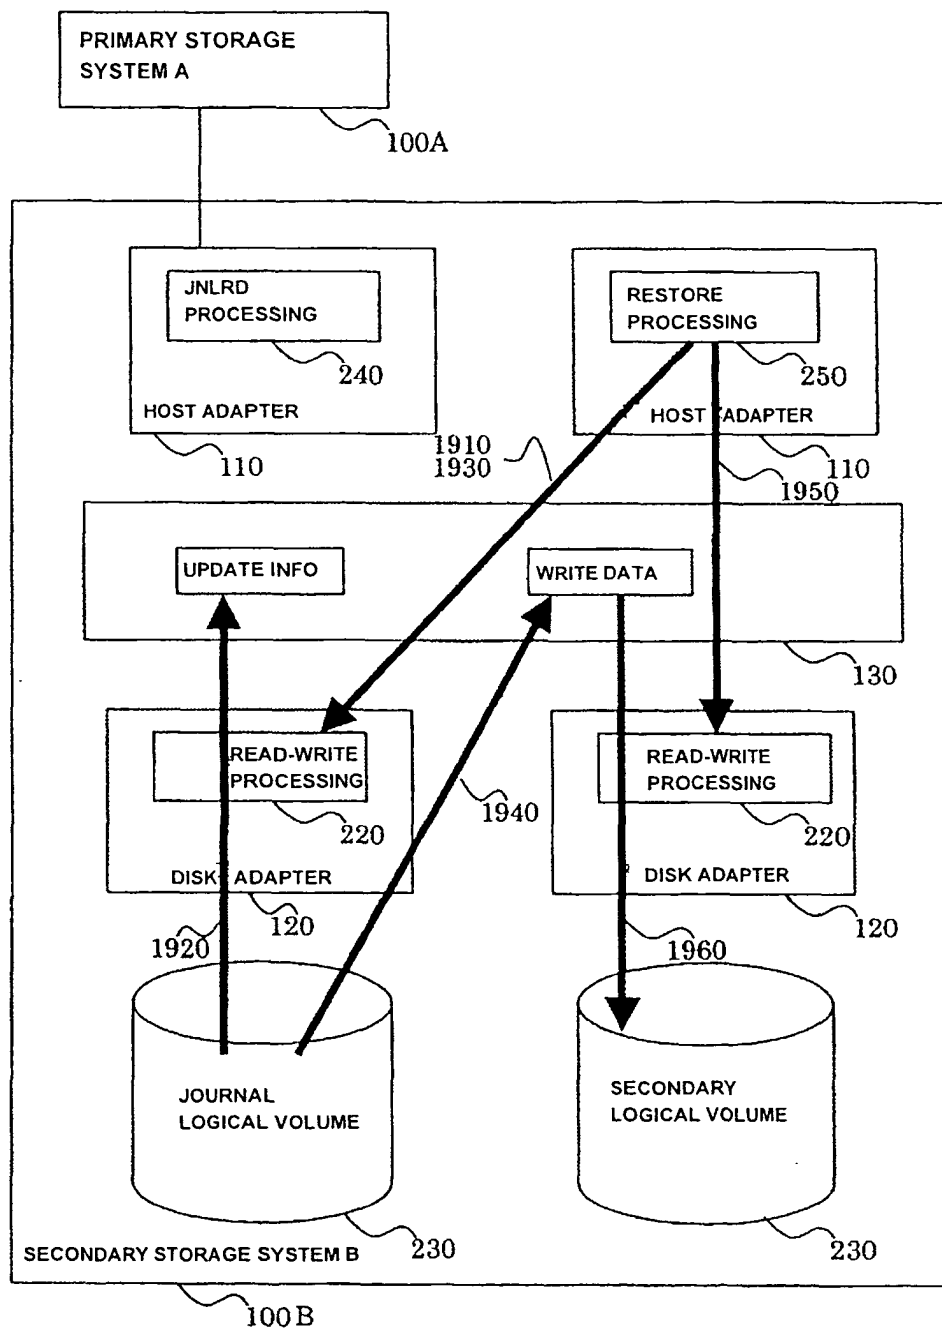 PRIMARY STORAGE
SYSTEM A
100A
JNLRD
PROCESSING
240
HOST ADAPTER
110
RESTORE
PROCESSING
250
HOST ADAPTER
110
1910
1930
1950
UPDATE INFO
WRITE DATA
130
READ-WRITE
PROCESSING
220
DISK ADAPTER
120
1920
1940
READ-WRITE
PROCESSING
220
DISK ADAPTER
120
1960
JOURNAL
LOGICAL VOLUME
230
SECONDARY
LOGICAL VOLUME
230
SECONDARY STORAGE SYSTEM B
100B